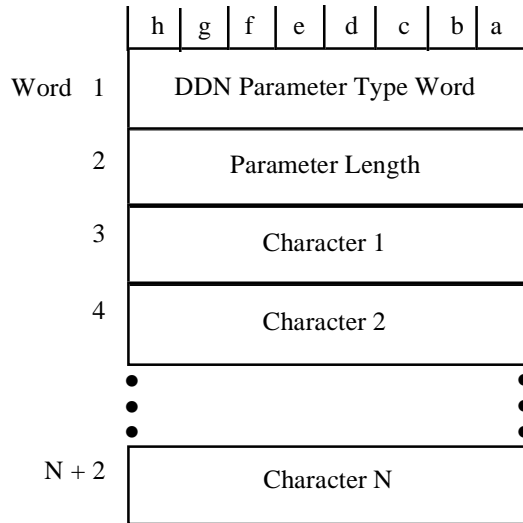 h g f e d c b a
Word 1 DDN Parameter Type Word
2 Parameter Length
3 Character 1
4 Character 2
N + 2 Character N